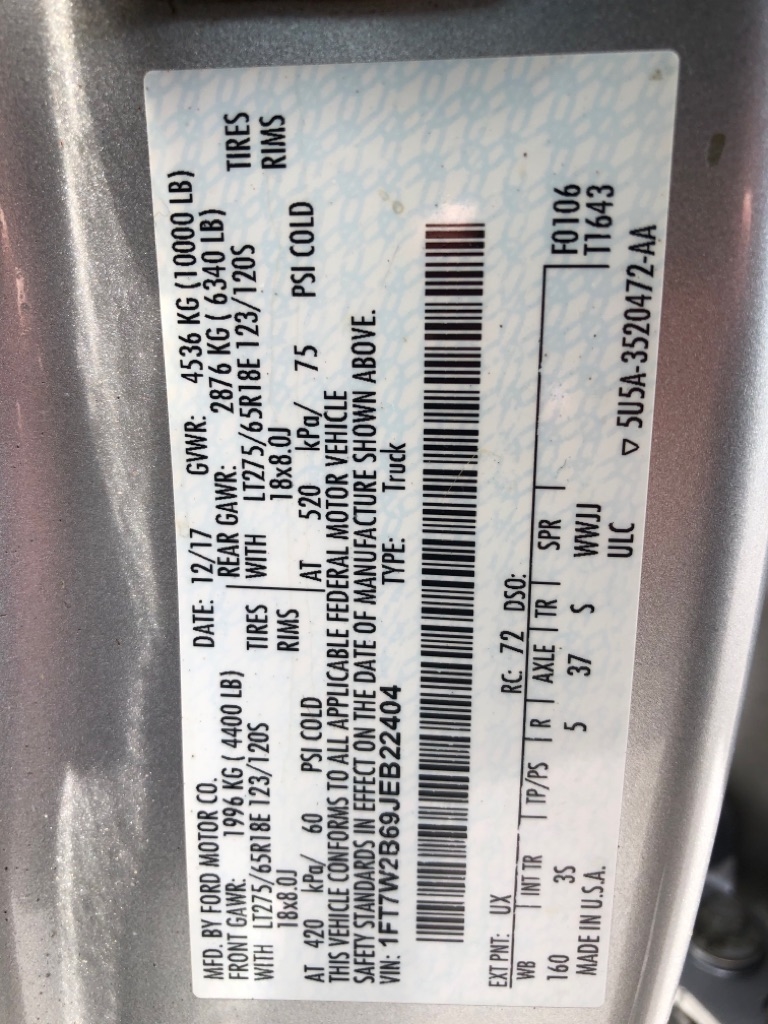 MFD. BY FORD MOTOR CO. DATE: 12/17 GVWR: 4536 KG (10000 LB)
FRONT GAWR: 1996 KG ( 4400 LB) REAR GAWR: 2876 KG ( 6340 LB)
WITH LT275/65R18E 123/120S TIRES WITH LT275/65R18E 123/120S TIRES
18x8.0J RIMS 18x8.0J RIMS
AT 420 kPa/ 60 PSI COLD AT 520 kPa/ 75 PSI COLD
THIS VEHICLE CONFORMS TO ALL APPLICABLE FEDERAL MOTOR VEHICLE
SAFETY STANDARDS IN EFFECT ON THE DATE OF MANUFACTURE SHOWN ABOVE.
VIN: 1FT7W2B69JEB22404 TYPE: Truck
EXT PNT: UX RC: 72 DSO:
WB INT TR TP/PS R AXLE TR SPR F0106
160 3S 5 37 S WWJJ T1643
MADE IN U.S.A. ULC
▽ 5U5A-3520472-AA